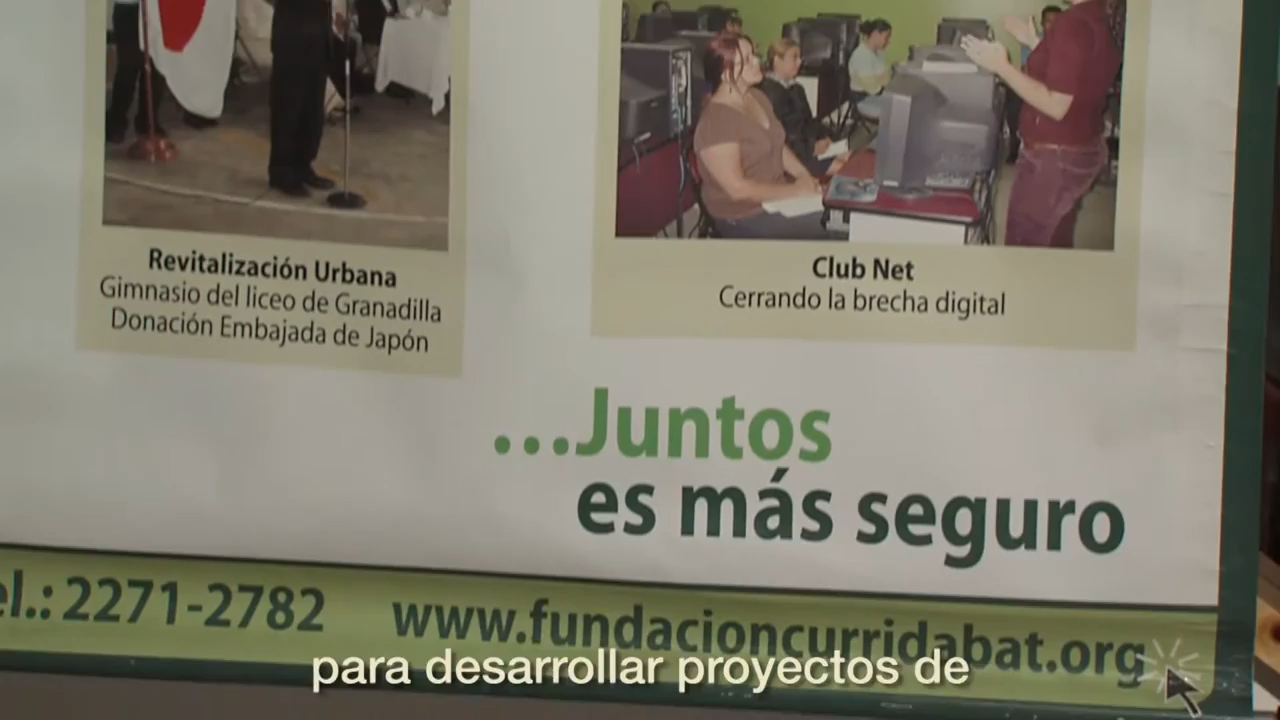 Revitalización Urbana
Gimnasio del liceo de Granadilla
Donación Embajada de Japón
Club Net
Cerrando la brecha digital
...Juntos
es más seguro
el.: 2271-2782 www.fundacioncurridabat.org
para desarrollar proyectos de